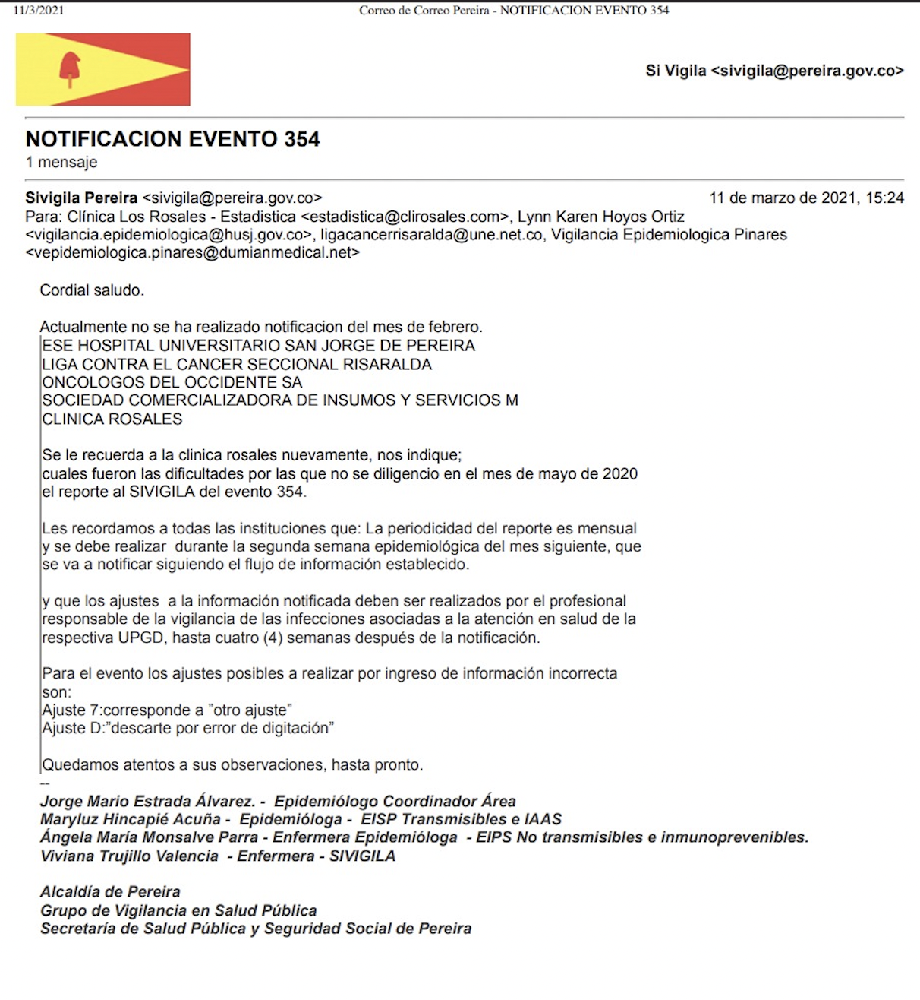 11/3/2021
Correo de Correo Pereira - NOTIFICACION EVENTO 354
Si Vigila <sivigila@pereira.gov.co>
NOTIFICACION EVENTO 354
1 mensaje
Sivigila Pereira <sivigila@pereira.gov.co>
11 de marzo de 2021, 15:24
Para: Clínica Los Rosales - Estadistica <estadistica@clirosales.com>, Lynn Karen Hoyos Ortiz
<vigilancia.epidemiologica@husj.gov.co>, ligacancerrisaralda@une.net.co, Vigilancia Epidemiologica Pinares
<vepidemiologica.pinares@dumianmedical.net>
Cordial saludo.
Actualmente no se ha realizado notificacion del mes de febrero.
ESE HOSPITAL UNIVERSITARIO SAN JORGE DE PEREIRA
LIGA CONTRA EL CANCER SECCIONAL RISARALDA
ONCOLOGOS DEL OCCIDENTE SA
SOCIEDAD COMERCIALIZADORA DE INSUMOS Y SERVICIOS M
CLINICA ROSALES
Se le recuerda a la clinica rosales nuevamente, nos indique;
cuales fueron las dificultades por las que no se diligencio en el mes de mayo de 2020
el reporte al SIVIGILA del evento 354.
Les recordamos a todas las instituciones que: La periodicidad del reporte es mensual
y se debe realizar  durante la segunda semana epidemiológica del mes siguiente, que
se va a notificar siguiendo el flujo de información establecido.
y que los ajustes  a la información notificada deben ser realizados por el profesional
responsable de la vigilancia de las infecciones asociadas a la atención en salud de la
respectiva UPGD, hasta cuatro (4) semanas después de la notificación.
Para el evento los ajustes posibles a realizar por ingreso de información incorrecta
son:
Ajuste 7:corresponde a ”otro ajuste”
Ajuste D:”descarte por error de digitación”
Quedamos atentos a sus observaciones, hasta pronto.
--
Jorge Mario Estrada Álvarez. -  Epidemiólogo Coordinador Área
Maryluz Hincapié Acuña -  Epidemióloga -  EISP Transmisibles e IAAS
Ángela María Monsalve Parra - Enfermera Epidemióloga  - EIPS No transmisibles e inmunoprevenibles.
Viviana Trujillo Valencia  - Enfermera - SIVIGILA
Alcaldía de Pereira
Grupo de Vigilancia en Salud Pública
Secretaría de Salud Pública y Seguridad Social de Pereira